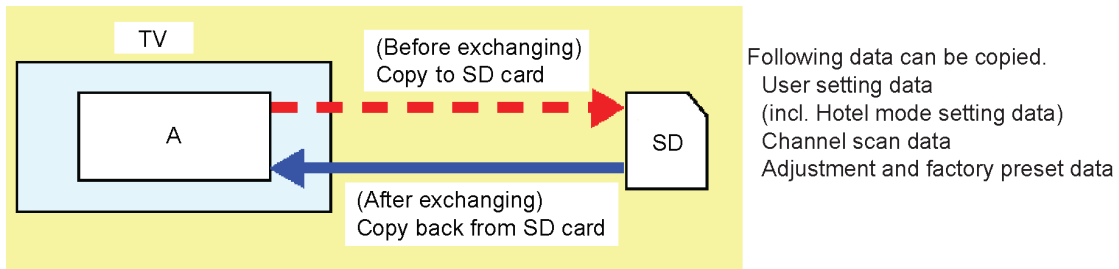 TV
(Before exchanging)
Copy to SD card
A
SD
(After exchanging)
Copy back from SD card
Following data can be copied.
User setting data
(incl. Hotel mode setting data)
Channel scan data
Adjustment and factory preset data